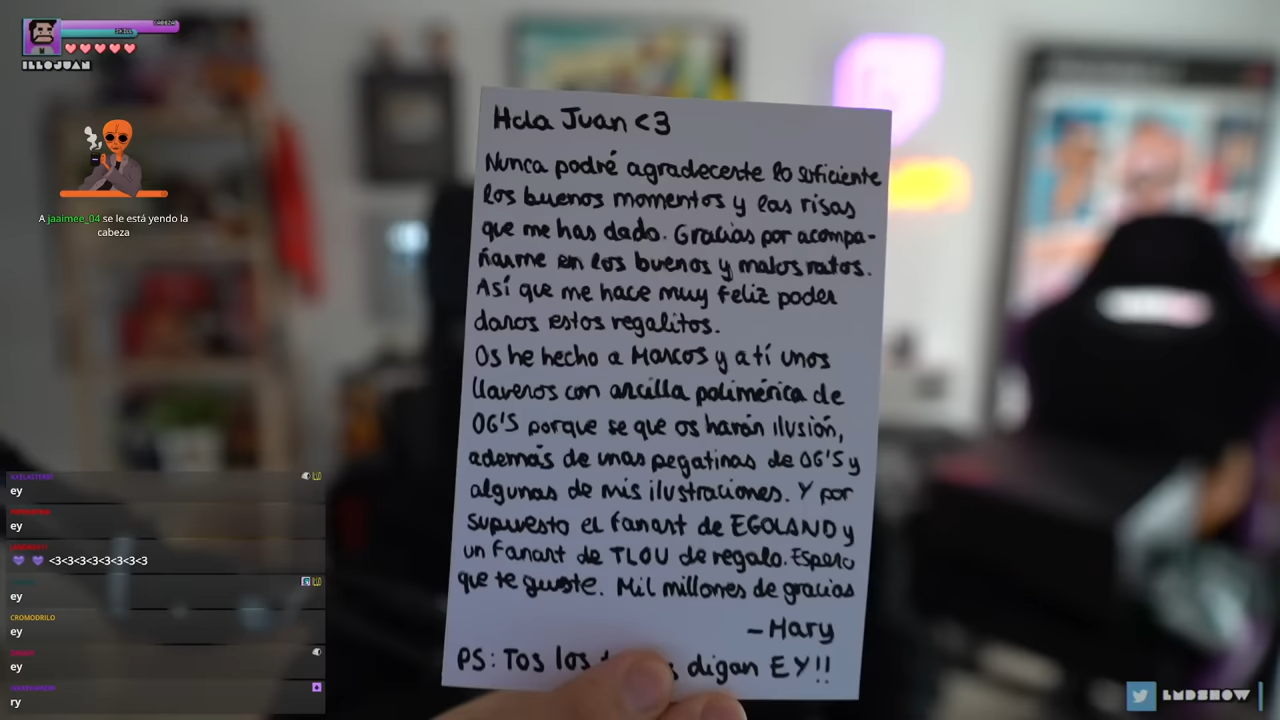 CABEZA
SKILL
ILLOJUAN
A jaaimee_04 se le está yendo la
cabeza
Hola Juan <3
Nunca podré agradecerte lo suficiente
los buenos momentos y las risas
que me has dado. Gracias por acompa-
ñarme en los buenos y malos ratos.
Así que me hace muy feliz poder
daros estos regalitos.
Os he hecho a Marcos y a tí unos
llaveros con arcilla polimérica de
OG'S porque se que os harán ilusión,
además de unas pegatinas de OG'S y
algunas de mis ilustraciones. Y por
supuesto el fanart de EGOLAND y
un fanart de TLOU de regalo. Espero
que te guste. Mil millones de gracias
- Mary
PS: Tos los digan EY!!
ey
ey
<3<3<3<3<3<3<3<3
ey
CROMODRILO
ey
ey
ry
LMDSHOW